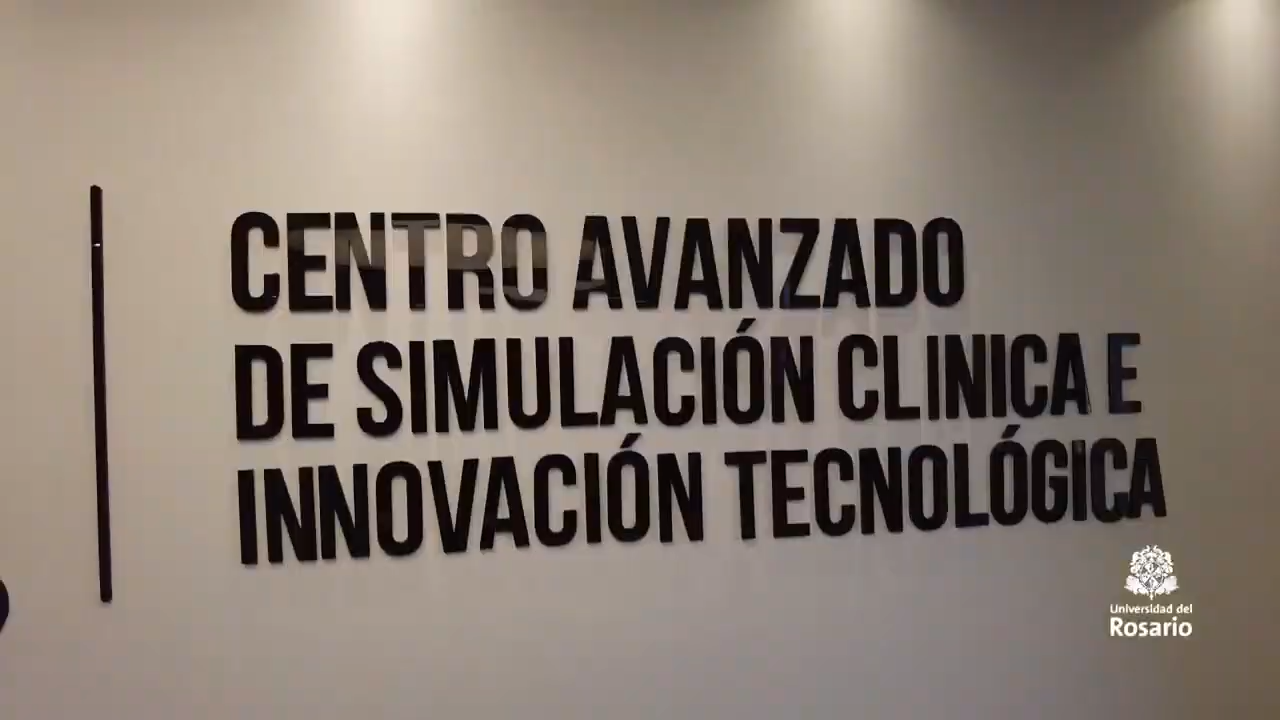 CENTRO AVANZADO
DE SIMULACIÓN CLINICA E
INNOVACIÓN TECNOLÓGICA
Universidad del
Rosario